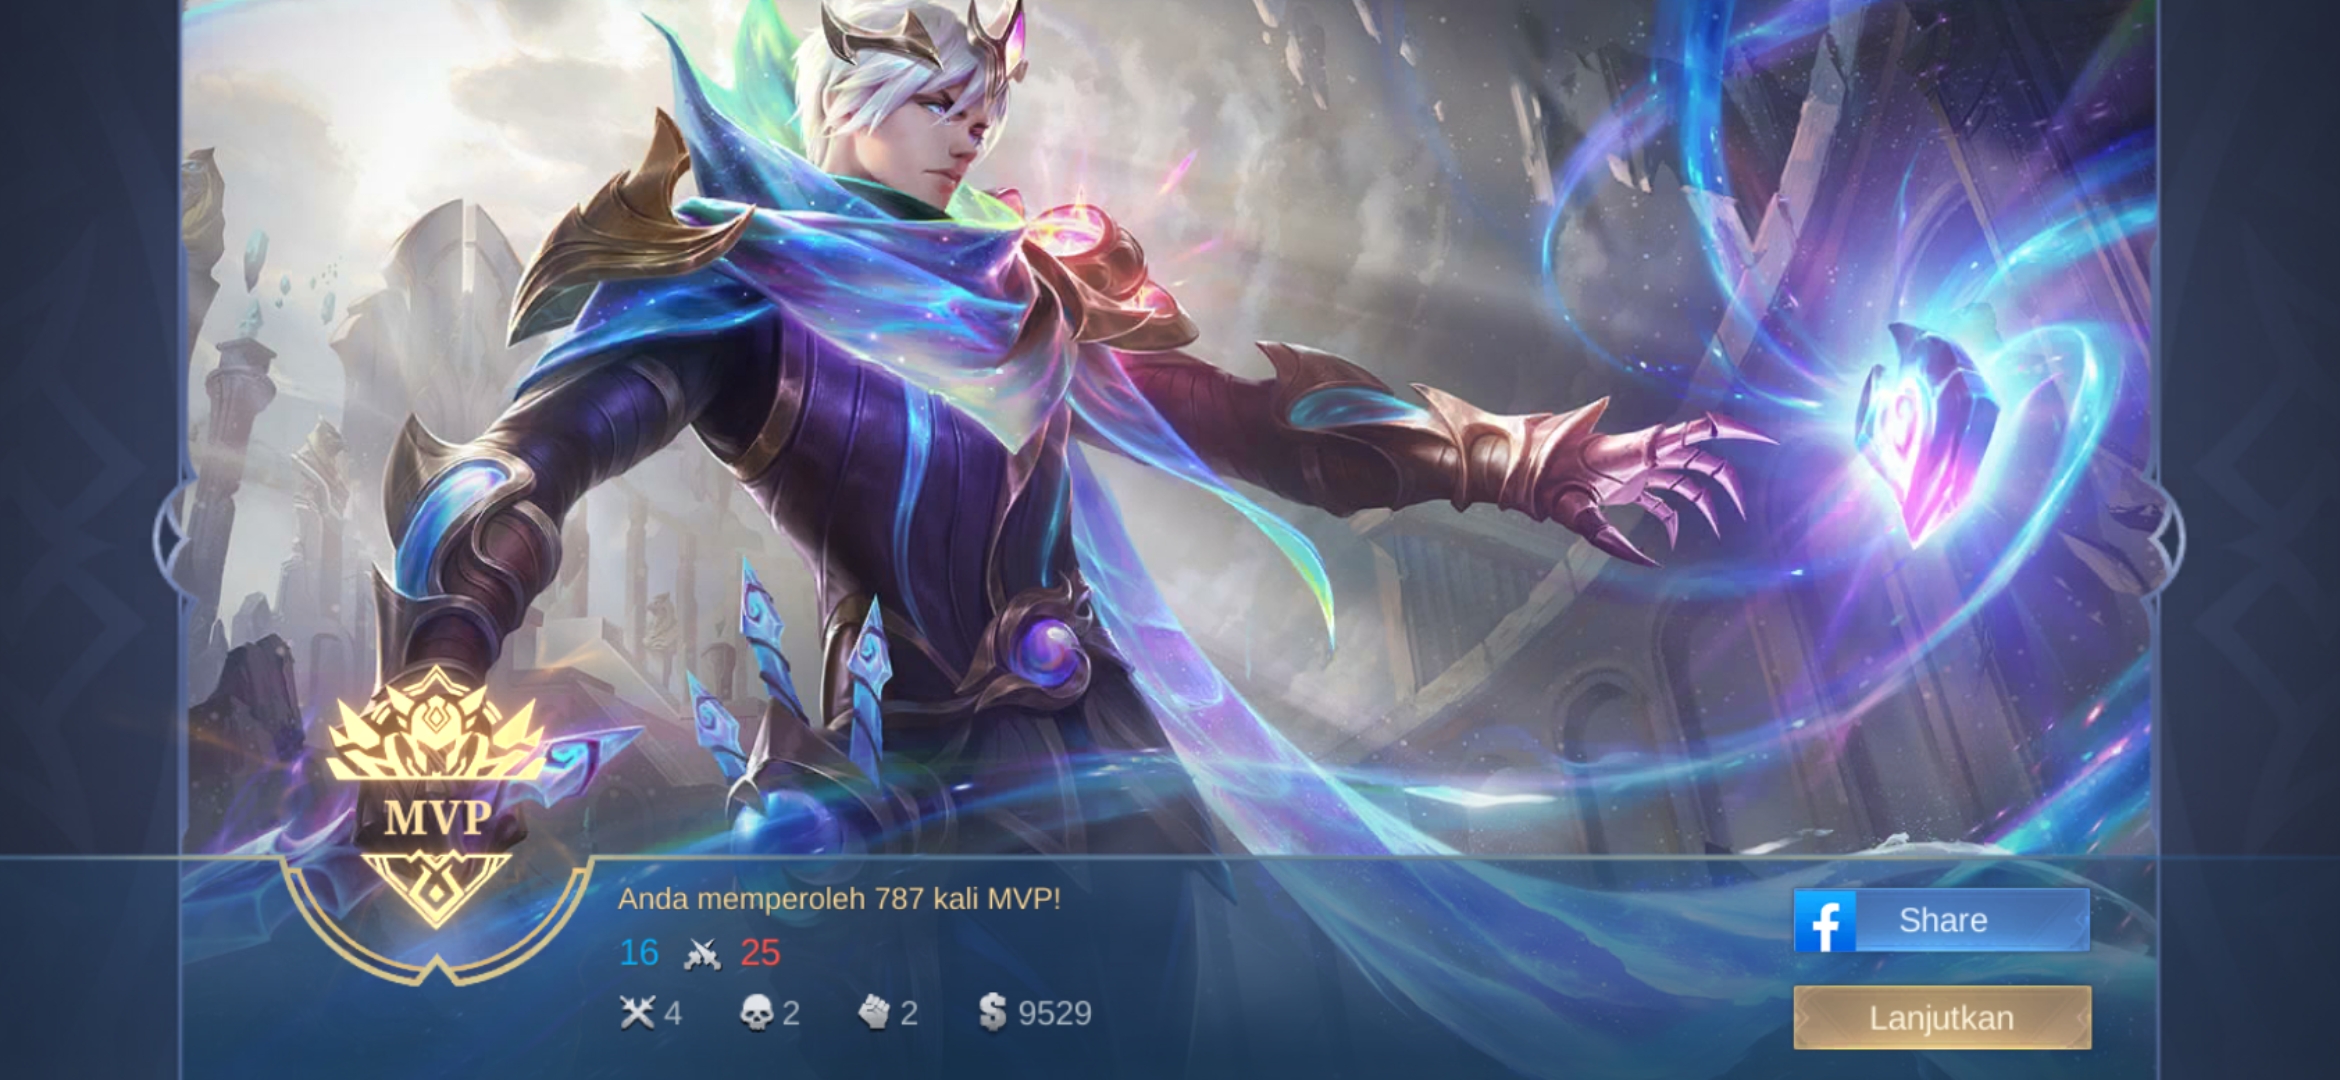 MVP
Anda memperoleh 787 kali MVP!
16 25
4 2 2 9529
Share
Lanjutkan